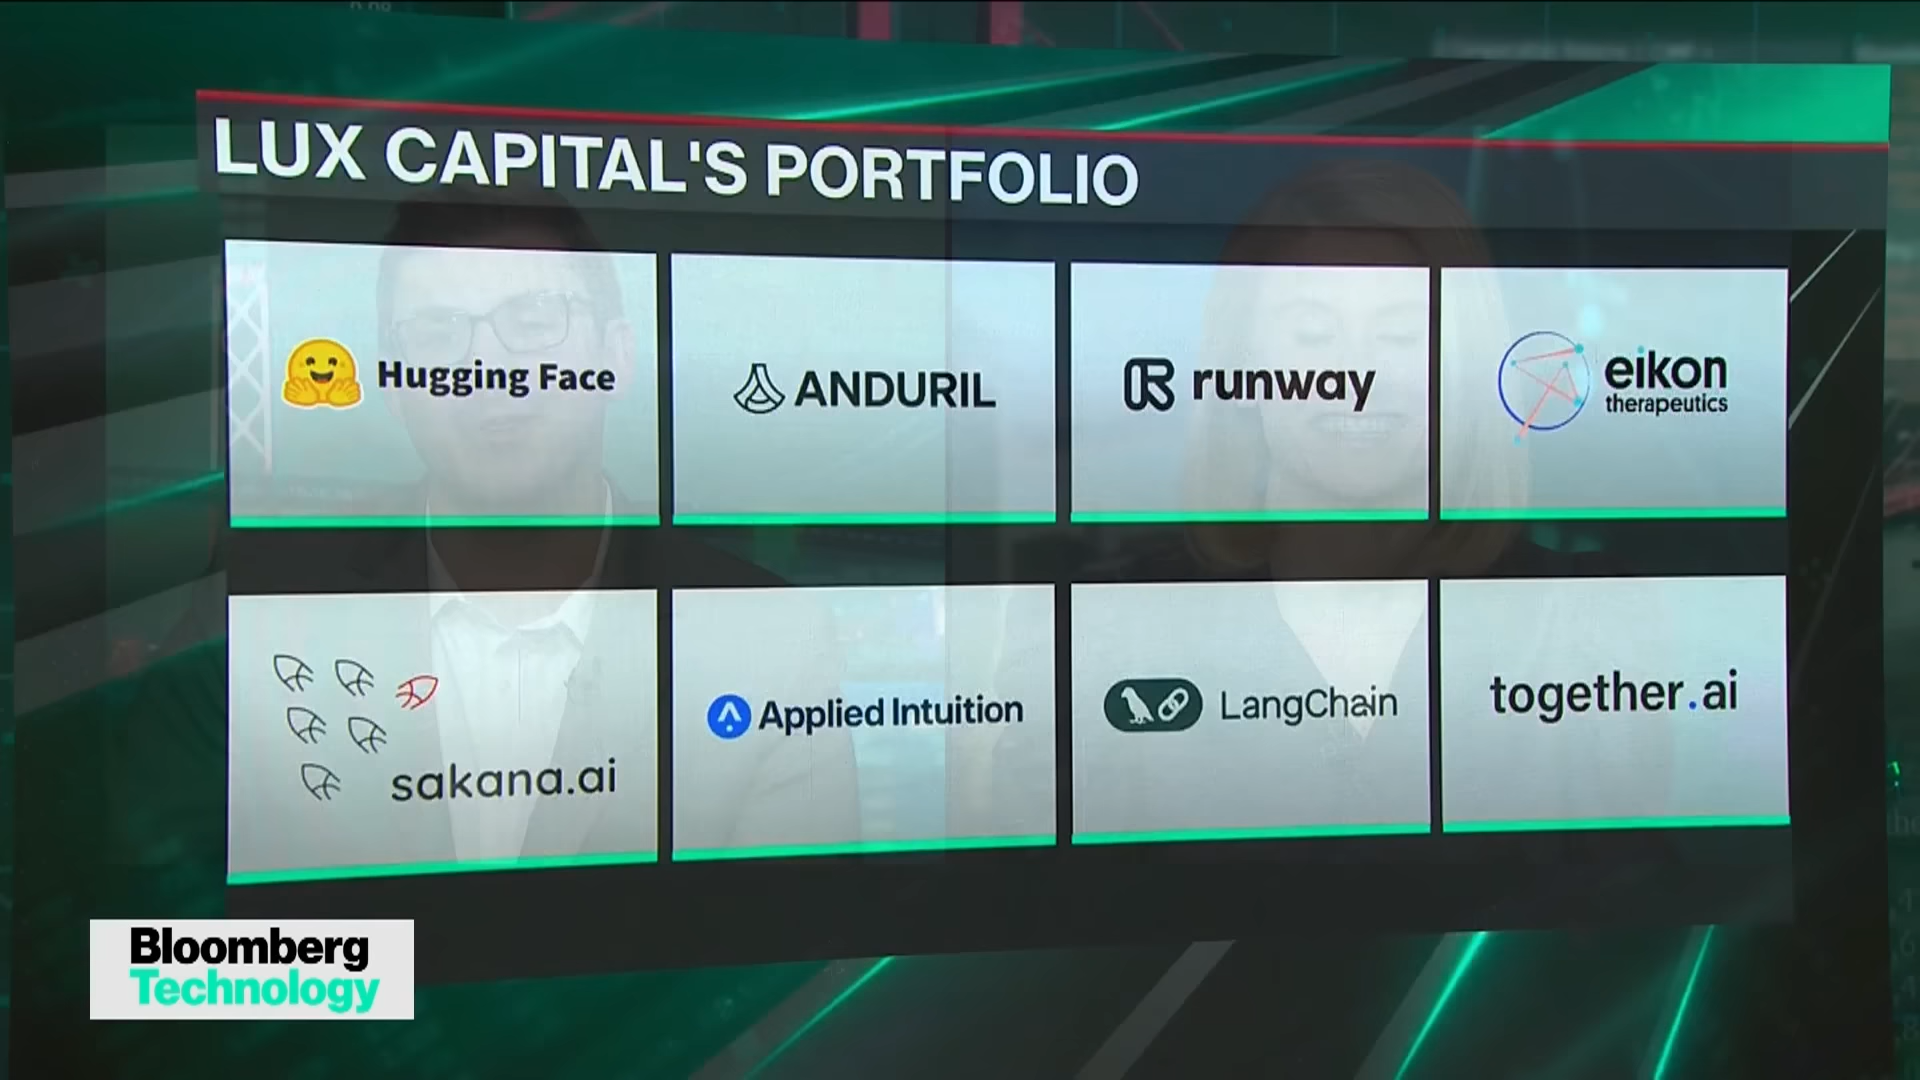 LUX CAPITAL'S PORTFOLIO
Hugging Face
ANDURIL
runway
eikon
therapeutics
sakana.ai
Applied Intuition
LangChain
together.ai
Bloomberg
Technology